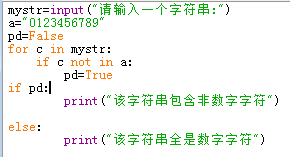 mystr=input("请输入一个字符串:")
a="0123456789"
pd=False
for c in mystr:
    if c not in a:
        pd=True
if pd:
        print("该字符串包含非数字字符")
else:
        print("该字符串全是数字字符")